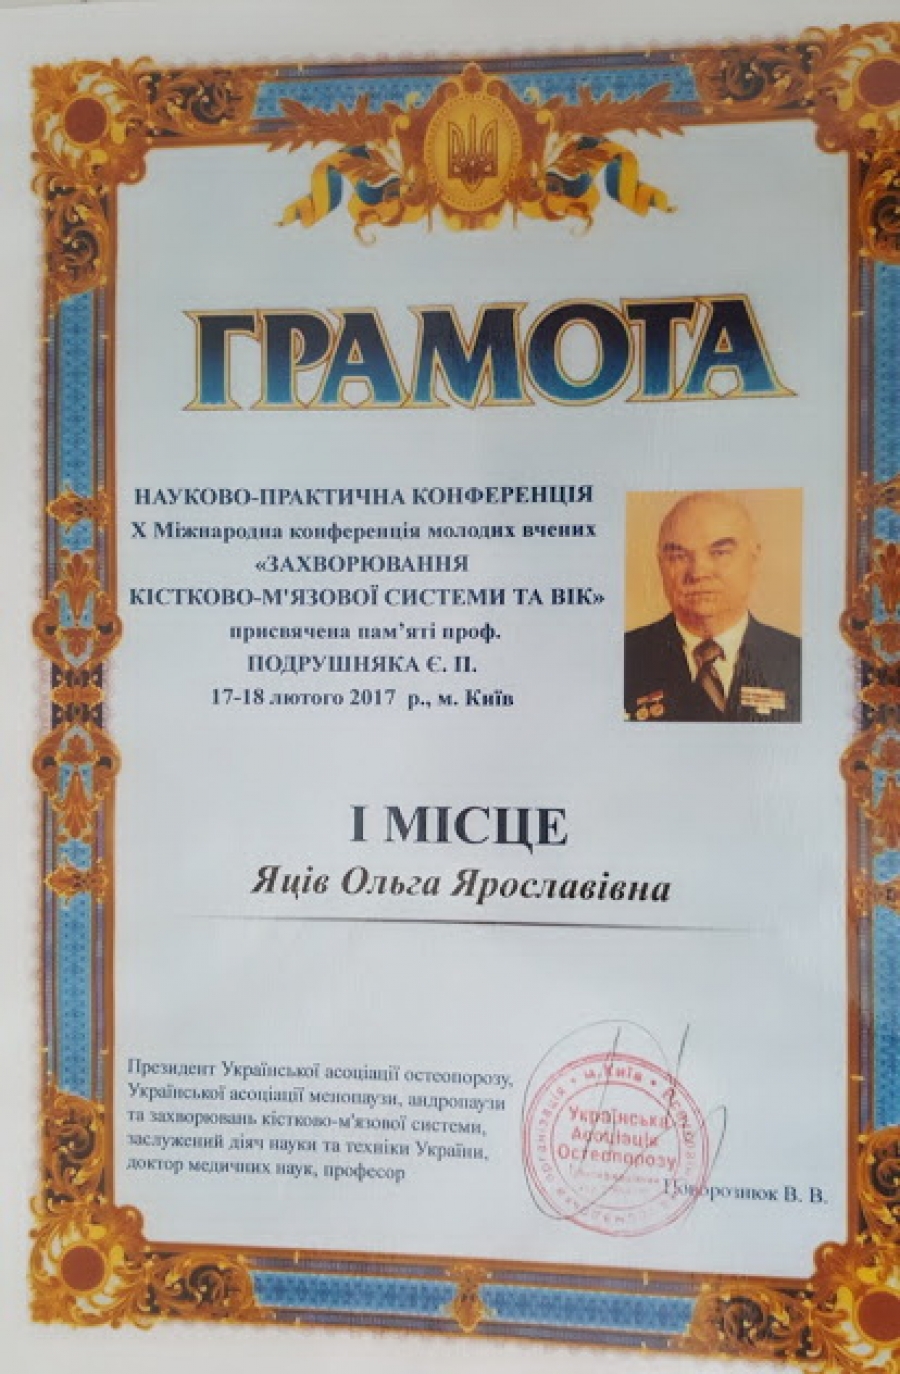 ГРАМОТА
НАУКОВО-ПРАКТИЧНА КОНФЕРЕНЦІЯ
X Міжнародна конференція молодих вчених
«ЗАХВОРЮВАННЯ
КІСТКОВО-М'ЯЗОВОЇ СИСТЕМИ ТА ВІК»
присвячена пам’яті проф.
ПОДРУШНЯКА Є. П.
17-18 лютого 2017 р., м. Київ
І МІСЦЕ
Яців Ольга Ярославівна
Президент Української асоціації остеопорозу,
Української асоціації менопаузи, андропаузи
та захворювань кістково-м'язової системи,
заслужений діяч науки та техніки України,
доктор медичних наук, професор
Поворознюк В. В.
м. Київ
Українська
Асоціація
Остеопорозу